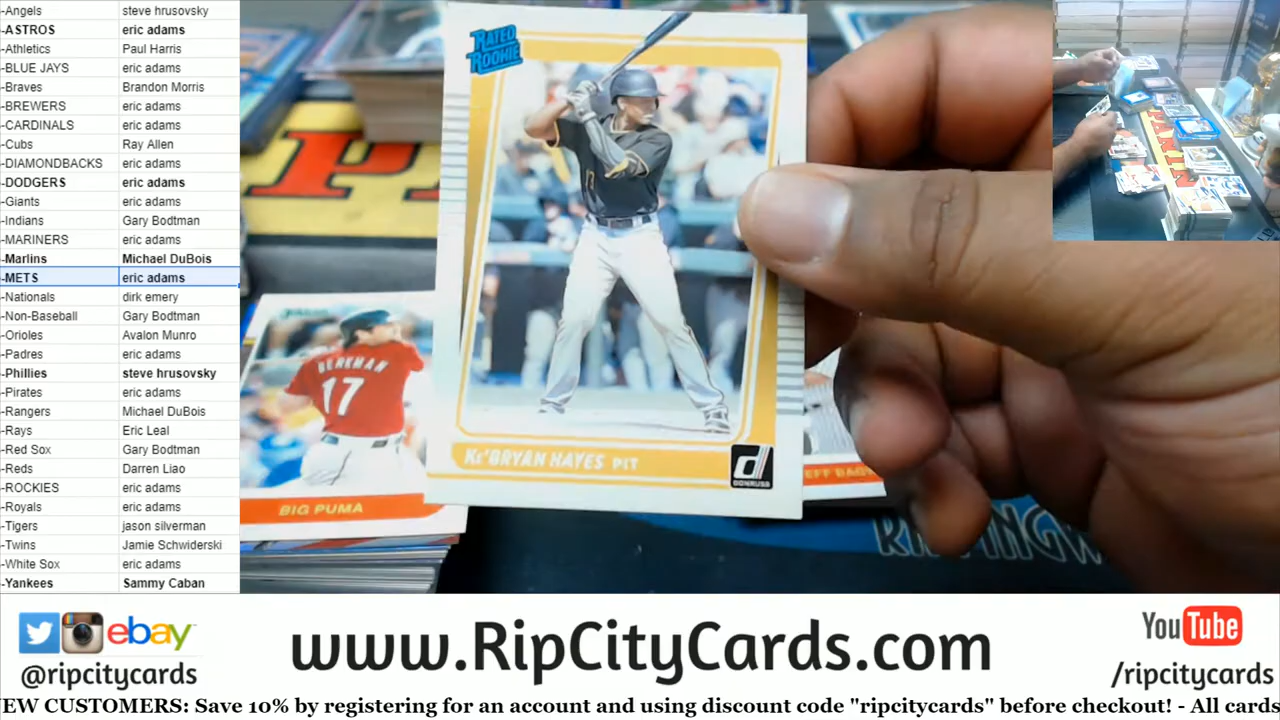 -Angels steve hrusovsky
-ASTROS eric adams
-Athletics Paul Harris
-BLUE JAYS eric adams
-Braves Brandon Morris
-BREWERS eric adams
-CARDINALS eric adams
-Cubs Ray Allen
-DIAMONDBACKS eric adams
-DODGERS eric adams
-Giants eric adams
-Indians Gary Bodtman
-MARINERS eric adams
-Marlins Michael DuBois
-METS eric adams
-Nationals dirk emery
-Non-Baseball Gary Bodtman
-Orioles Avalon Munro
-Padres eric adams
-Phillies steve hrusovsky
-Pirates eric adams
-Rangers Michael DuBois
-Rays Eric Leal
-Red Sox Gary Bodtman
-Reds Darren Liao
-ROCKIES eric adams
-Royals eric adams
-Tigers jason silverman
-Twins Jamie Schwiderski
-White Sox eric adams
-Yankees Sammy Caban
RATED
ROOKIE
KE'BRYAN HAYES PIT
d
DONRUSS
BERKMAN
17
BIG PUMA
PANIN
ebay
@ripcitycards
www.RipCityCards.com
YouTube
/ripcitycards
NEW CUSTOMERS: Save 10% by registering for an account and using discount code "ripcitycards" before checkout! - All cards